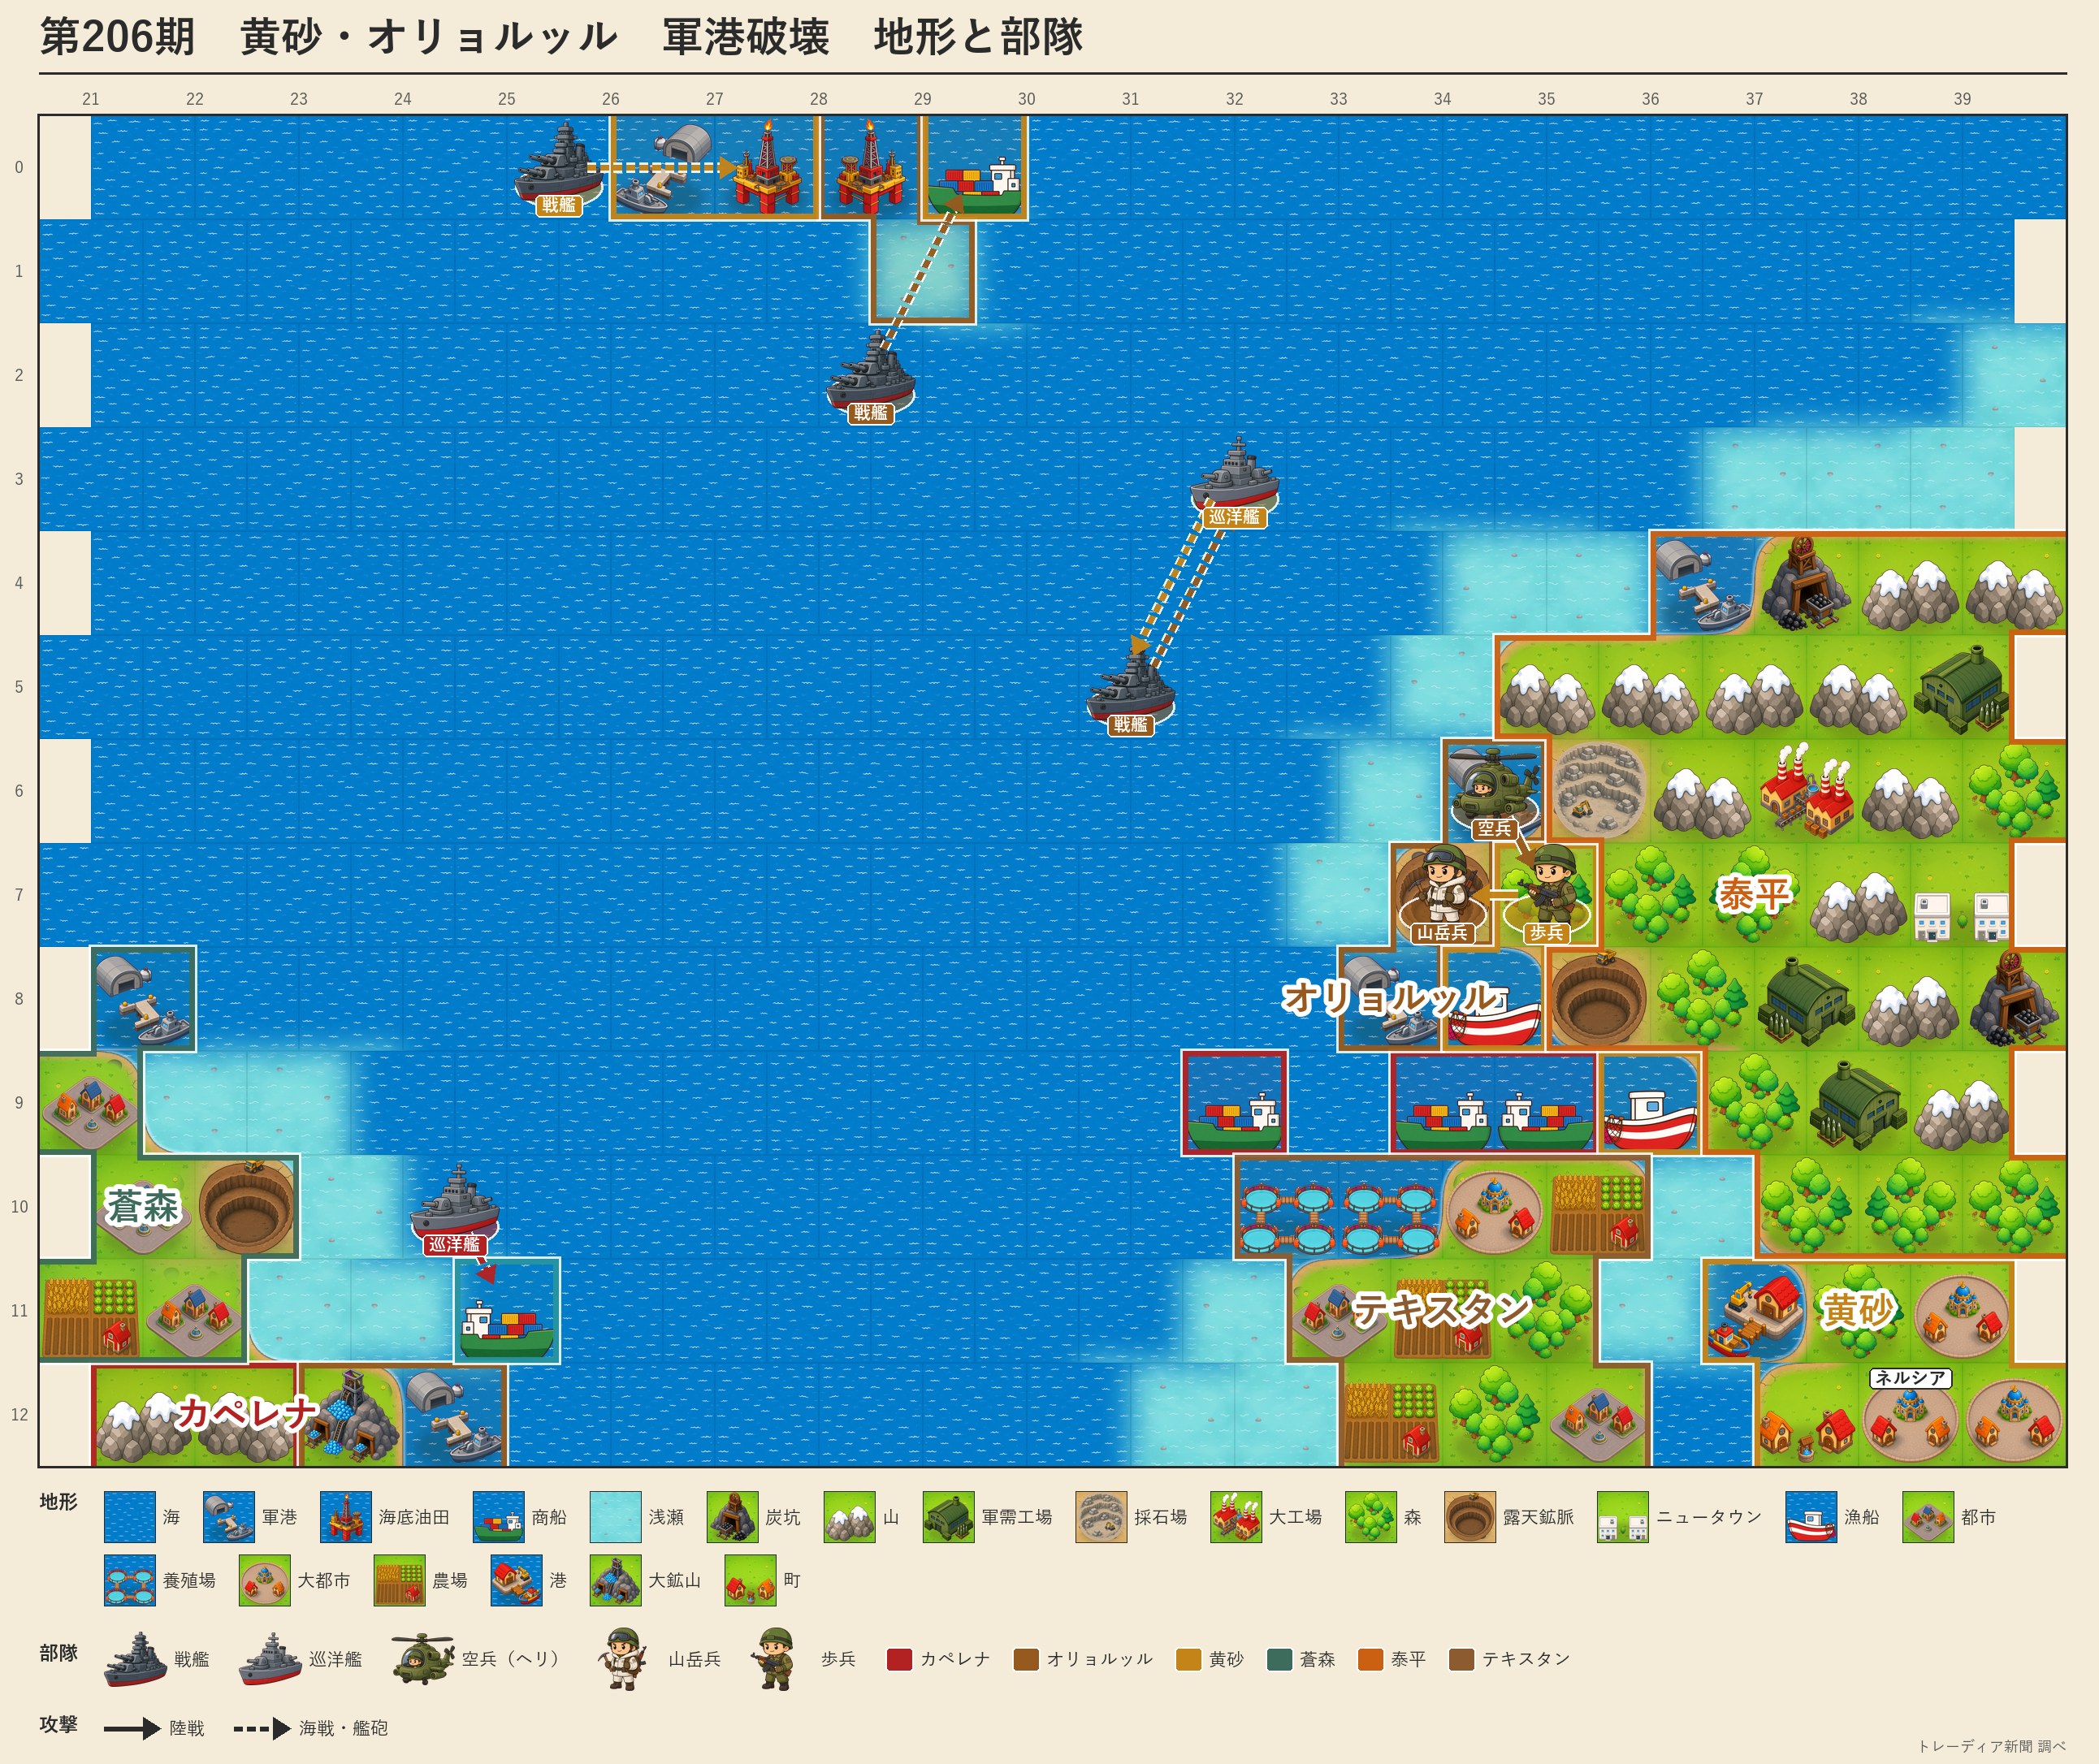 第206期　黄砂・オリョルッル　軍港破壊　地形と部隊
21 22 23 24 25 26 27 28 29 30 31 32 33 34 35 36 37 38 39
0
戦艦
1
2
戦艦
3
巡洋艦
4
5
戦艦
6
空兵
7
泰平
山岳兵 歩兵
8
オリョルッル
9
10
蒼森
巡洋艦
11
テキスタン 黄砂
ネルシア
12
カペレナ
地形 海 軍港 海底油田 商船 浅瀬 炭坑 山 軍需工場 採石場 大工場 森 露天鉱脈 ニュータウン 漁船 都市
養殖場 大都市 農場 港 大鉱山 町
部隊 戦艦 巡洋艦 空兵（ヘリ） 山岳兵 歩兵 カペレナ オリョルッル 黄砂 蒼森 泰平 テキスタン
攻撃 陸戦 海戦・艦砲
トレーディア新聞 調べ